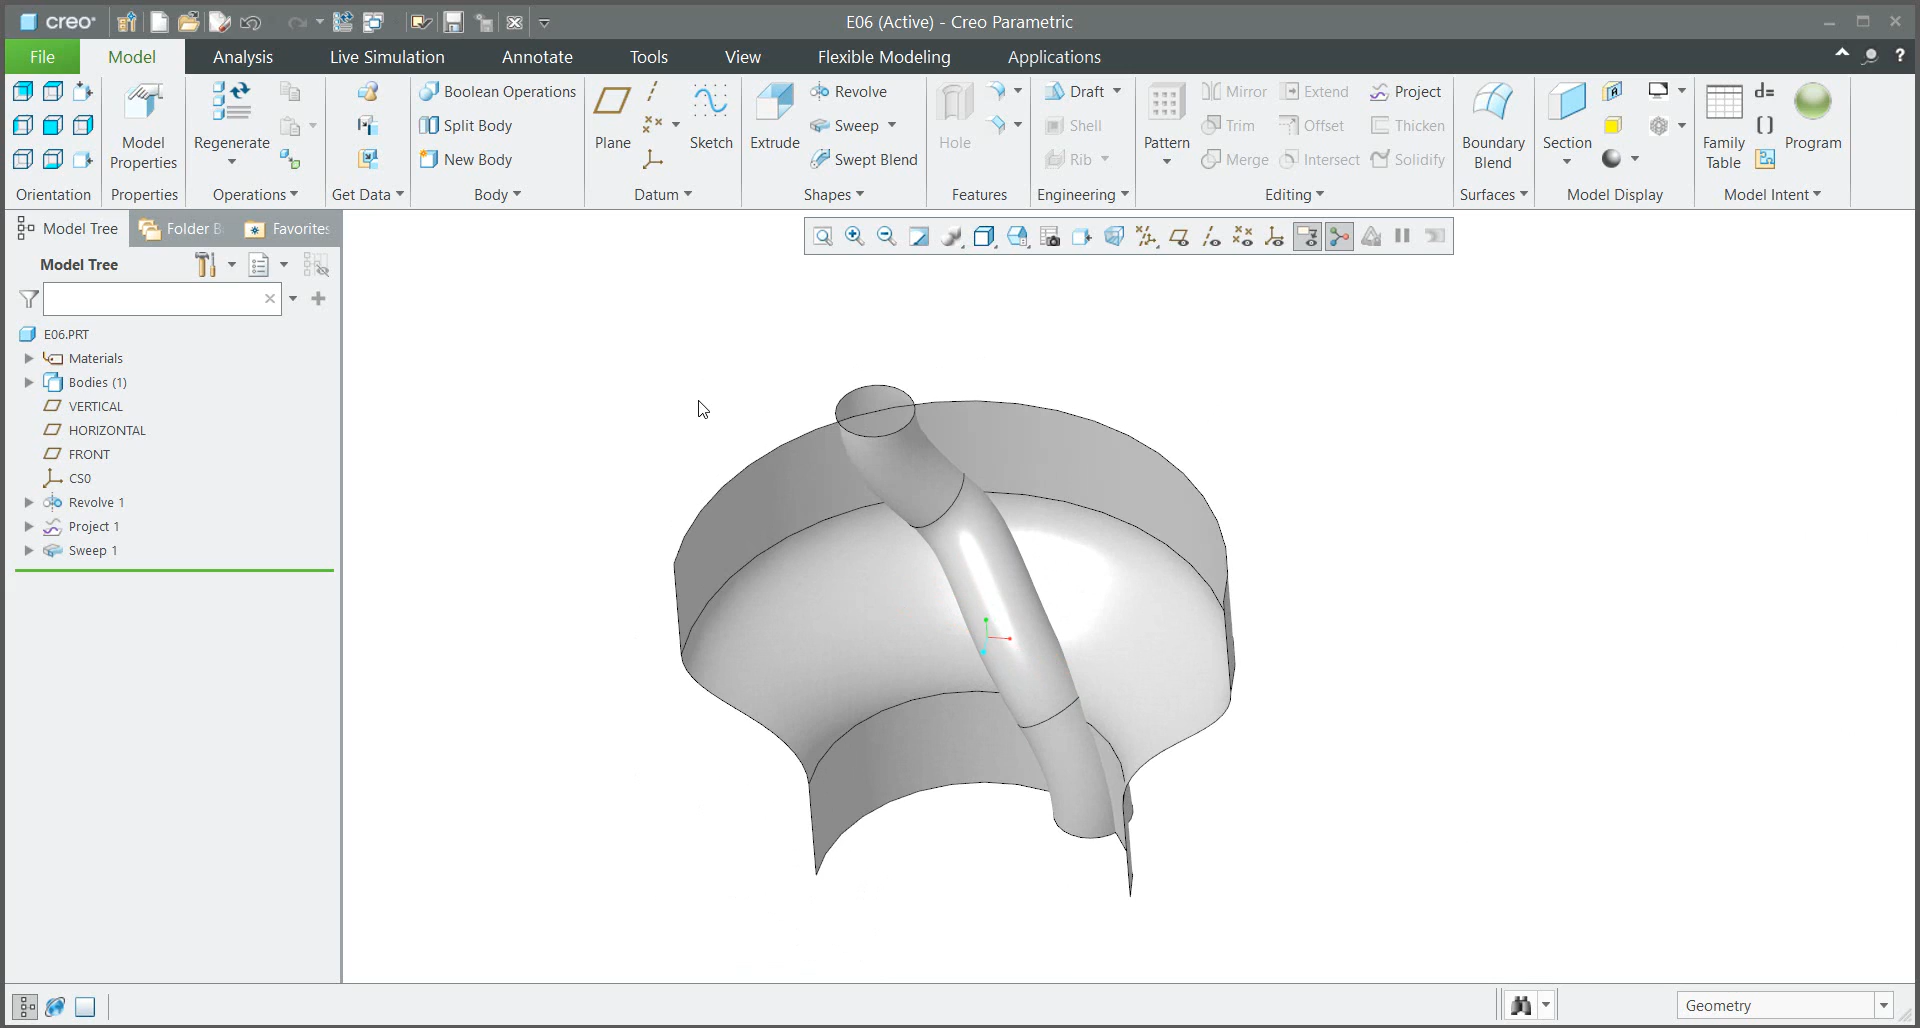 creo®
E06 (Active) - Creo Parametric
File Model Analysis Live Simulation Annotate Tools View Flexible Modeling Applications
?
Model Properties
Regenerate
Boolean Operations
Split Body
New Body
Plane
Sketch
Extrude
Revolve
Sweep
Swept Blend
Hole
Draft
Shell
Rib
Pattern
Mirror
Extend
Project
Trim
Offset
Thicken
Merge
Intersect
Solidify
Boundary Blend
Section
Family Table
d=
[]
Program
Orientation Properties Operations Get Data Body Datum Shapes Features Engineering Editing Surfaces Model Display Model Intent
Model Tree Folder B Favorites
Model Tree
E06.PRT
Materials
Bodies (1)
VERTICAL
HORIZONTAL
FRONT
CS0
Revolve 1
Project 1
Sweep 1
Geometry